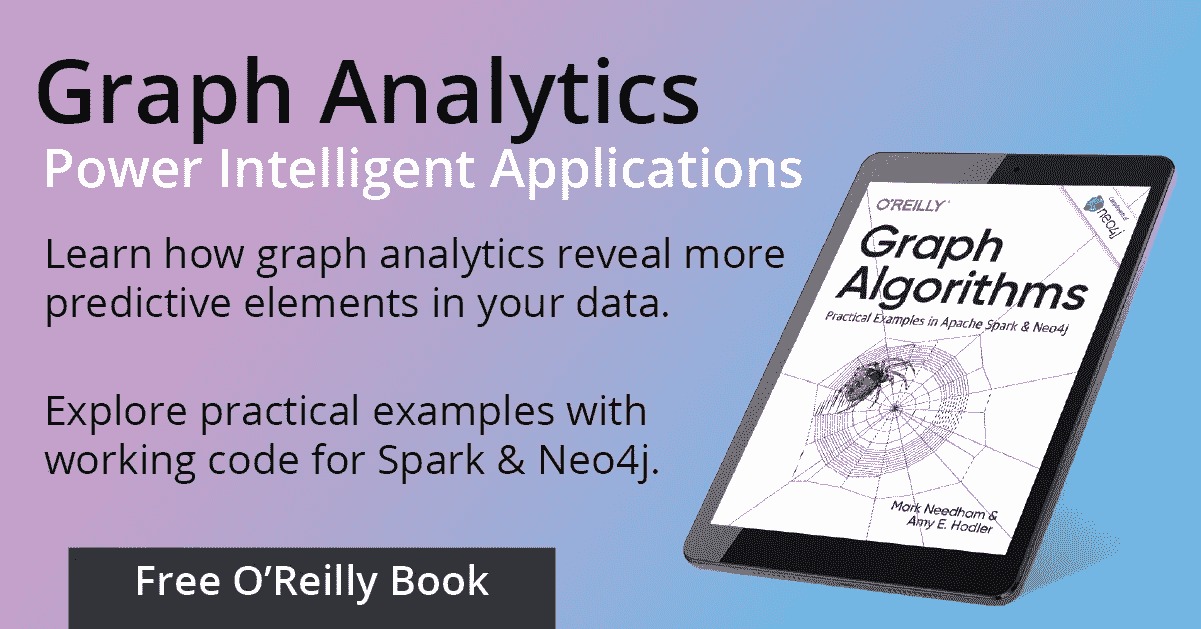 Graph Analytics
Power Intelligent Applications
Learn how graph analytics reveal more
predictive elements in your data.
Explore practical examples with
working code for Spark & Neo4j.
Free O’Reilly Book
O'REILLY®
Compliments of
neo4j
Graph
Algorithms
Practical Examples in Apache Spark & Neo4j
Mark Needham &
Amy E. Hodler